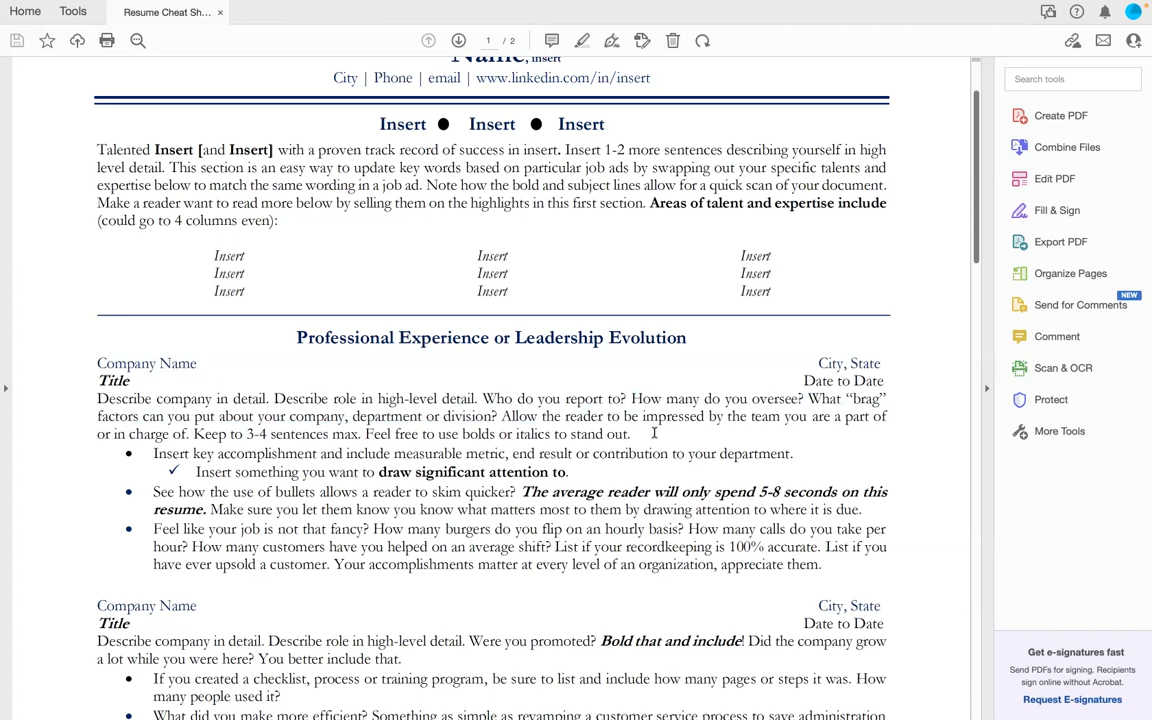 Home Tools Resume Cheat Sh... ×
1 / 2
Name, insert
City | Phone | email | www.linkedin.com/in/insert
Insert ● Insert ● Insert
Talented Insert [and Insert] with a proven track record of success in insert. Insert 1-2 more sentences describing yourself in high
level detail. This section is an easy way to update key words based on particular job ads by swapping out your specific talents and
expertise below to match the same wording in a job ad. Note how the bold and subject lines allow for a quick scan of your document.
Make a reader want to read more below by selling them on the highlights in this first section. Areas of talent and expertise include
(could go to 4 columns even):
Insert Insert Insert
Insert Insert Insert
Insert Insert Insert
Professional Experience or Leadership Evolution
Company Name City, State
Title Date to Date
Describe company in detail. Describe role in high-level detail. Who do you report to? How many do you oversee? What “brag”
factors can you put about your company, department or division? Allow the reader to be impressed by the team you are a part of
or in charge of. Keep to 3-4 sentences max. Feel free to use bolds or italics to stand out.
• Insert key accomplishment and include measurable metric, end result or contribution to your department.
✓ Insert something you want to draw significant attention to.
• See how the use of bullets allows a reader to skim quicker? The average reader will only spend 5-8 seconds on this
resume. Make sure you let them know you know what matters most to them by drawing attention to where it is due.
• Feel like your job is not that fancy? How many burgers do you flip on an hourly basis? How many calls do you take per
hour? How many customers have you helped on an average shift? List if your recordkeeping is 100% accurate. List if you
have ever upsold a customer. Your accomplishments matter at every level of an organization, appreciate them.
Company Name City, State
Title Date to Date
Describe company in detail. Describe role in high-level detail. Were you promoted? Bold that and include! Did the company grow
a lot while you were here? You better include that.
• If you created a checklist, process or training program, be sure to list and include how many pages or steps it was. How
many people used it?
• What did you make more efficient? Something as simple as revamping a customer service process to save administration
Search tools
Create PDF
Combine Files
Edit PDF
Fill & Sign
Export PDF
Organize Pages
NEW
Send for Comments
Comment
Scan & OCR
Protect
More Tools
Get e-signatures fast
Send PDFs for signing. Recipients
sign online without Acrobat.
Request E-signatures